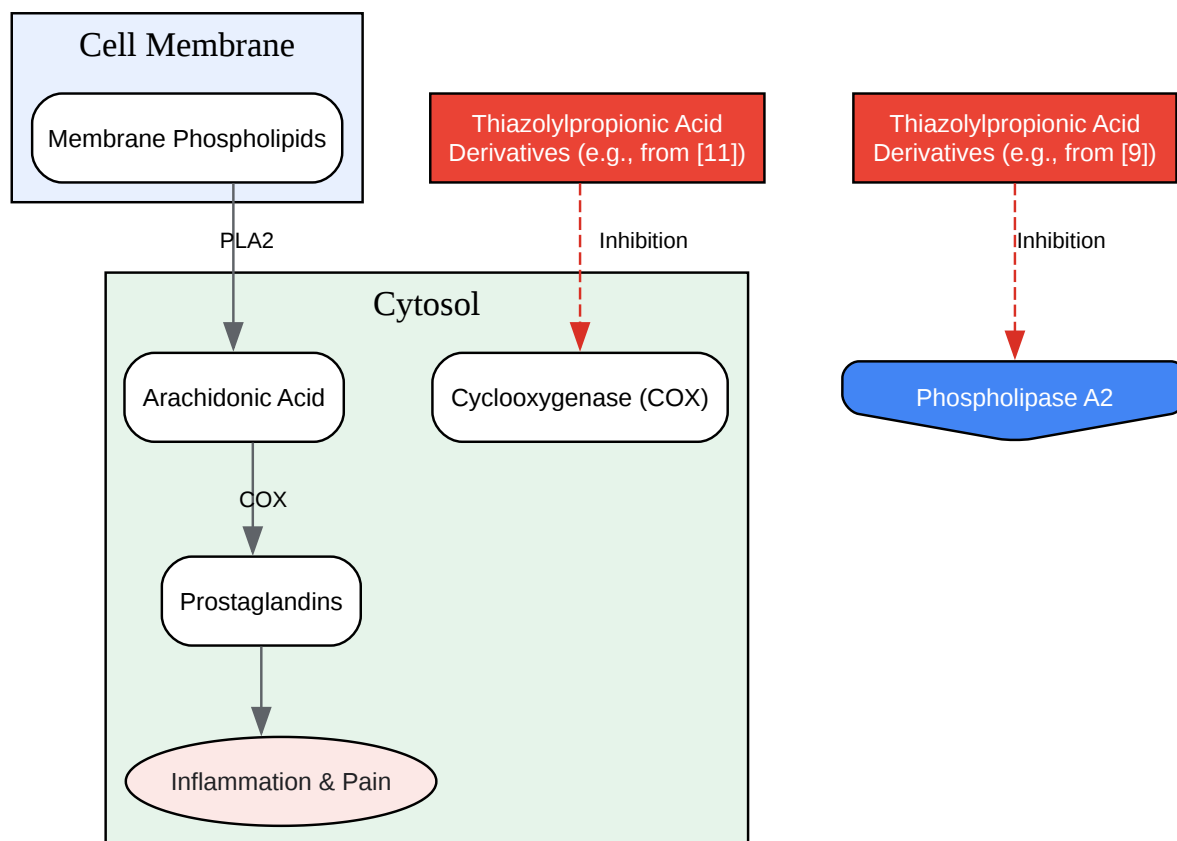 Cell Membrane
Membrane Phospholipids
Thiazolylpropionic Acid
Derivatives (e.g., from [11])
Thiazolylpropionic Acid
Derivatives (e.g., from [9])
PLA2
Inhibition
Inhibition
Cytosol
Arachidonic Acid
Cyclooxygenase (COX)
Phospholipase A2
COX
Prostaglandins
Inflammation & Pain